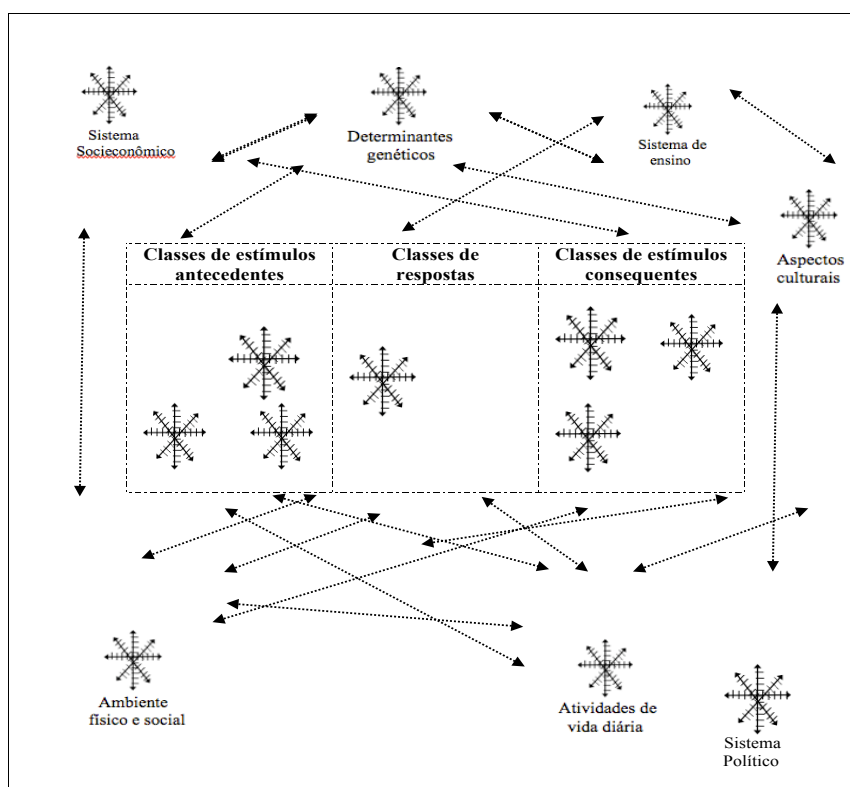 Sistema
Socieconômico
Determinantes
genéticos
Sistema de
ensino
Aspectos
culturais
Classes de estímulos
antecedentes
Classes de
respostas
Classes de estímulos
consequentes
Ambiente
físico e social
Atividades de
vida diária
Sistema
Político